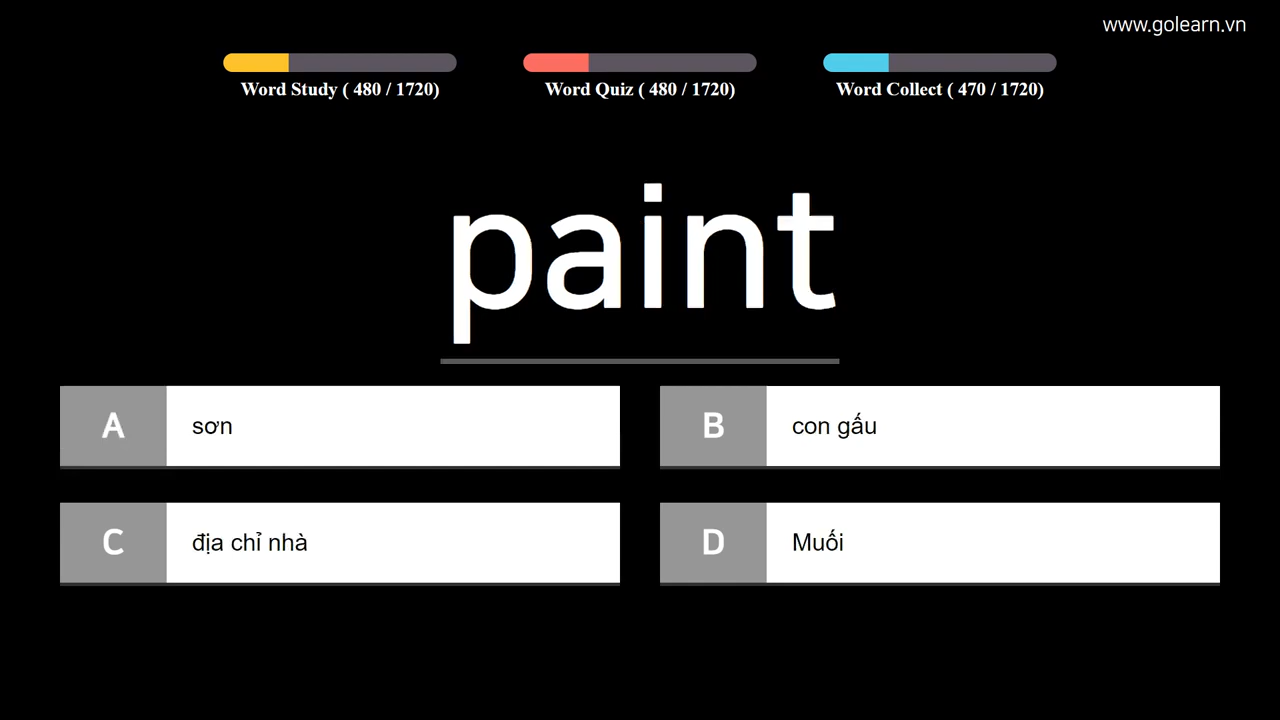 www.golearn.vn
Word Study ( 480 / 1720)
Word Quiz ( 480 / 1720)
Word Collect ( 470 / 1720)
paint
A
sơn
B
con gấu
C
địa chỉ nhà
D
Muối